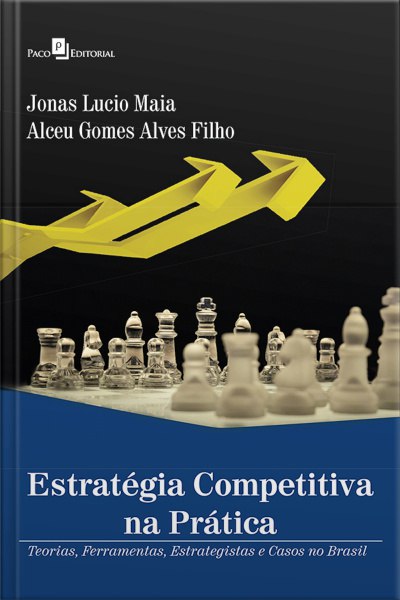 PACO EDITORIAL
Jonas Lucio Maia
Alceu Gomes Alves Filho
Estratégia Competitiva
na Prática
Teorias, Ferramentas, Estrategistas e Casos no Brasil